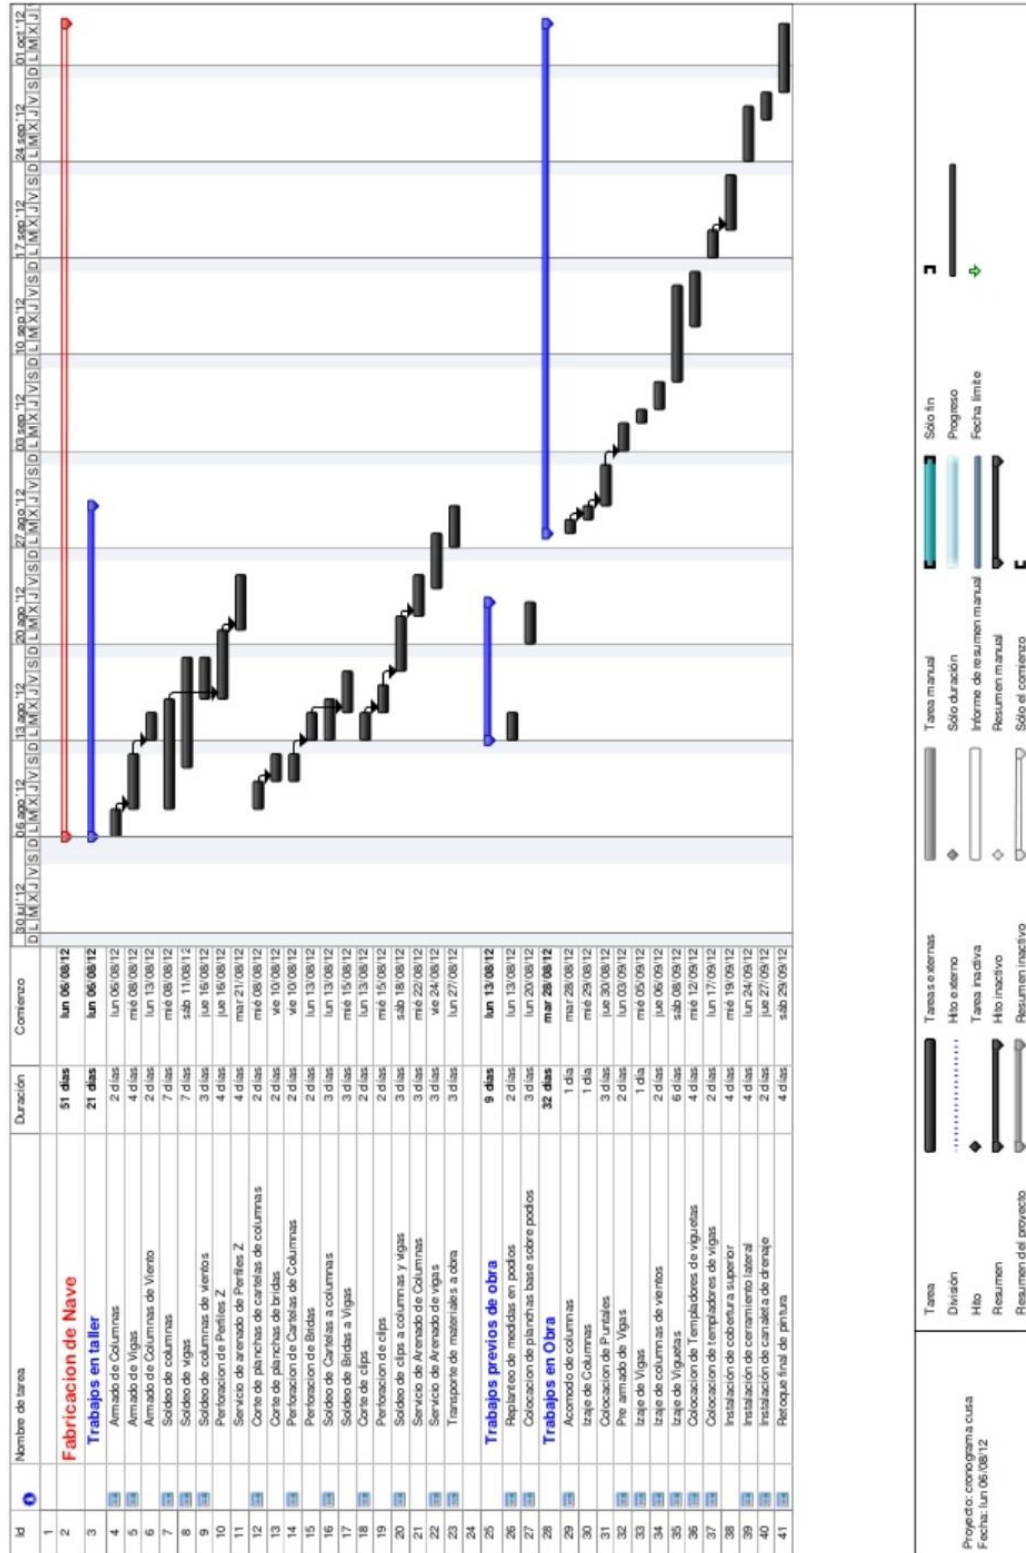 Id Nombre de tarea Duración Comienzo
30 jul '12 06 ago '12 13 ago '12 20 ago '12 27 ago '12 03 sep '12 10 sep '12 17 sep '12 24 sep '12 01 oct '12
D L M X J V S D L M X J V S D L M X J V S D L M X J V S D L M X J V S D L M X J V S D L M X J V S D L M X J V S D L M X J V S D L M X J V
1
2 Fabricacion de Nave 51 días lun 06/08/12
3 Trabajos en taller 21 días lun 06/08/12
4 Armado de Columnas 2 días lun 06/08/12
5 Armado de Vigas 4 días mié 08/08/12
6 Armado de Columnas de Viento 2 días lun 13/08/12
7 Soldeo de columnas 7 días mié 08/08/12
8 Soldeo de vigas 7 días sáb 11/08/12
9 Soldeo de columnas de vientos 3 días jue 16/08/12
10 Perforacion de Perfiles Z 4 días jue 16/08/12
11 Servicio de arenado de Perfiles Z 4 días mar 21/08/12
12 Corte de planchas de cartelas de columnas 2 días mié 08/08/12
13 Corte de planchas de bridas 2 días vie 10/08/12
14 Perforacion de Cartelas de Columnas 2 días vie 10/08/12
15 Perforacion de Bridas 2 días lun 13/08/12
16 Soldeo de Cartelas a columnas 3 días lun 13/08/12
17 Soldeo de Bridas a Vigas 3 días mié 15/08/12
18 Corte de clips 2 días lun 13/08/12
19 Perforacion de clips 2 días mié 15/08/12
20 Soldeo de clips a columnas y vigas 3 días sáb 18/08/12
21 Servicio de Arenado de Columnas 3 días mié 22/08/12
22 Servicio de Arenado de vigas 3 días vie 24/08/12
23 Transporte de materiales a obra 3 días lun 27/08/12
24
25 Trabajos previos de obra 9 días lun 13/08/12
26 Replanteo de medidas en podios 2 días lun 13/08/12
27 Colocacion de planchas base sobre podios 3 días lun 20/08/12
28 Trabajos en Obra 32 días mar 28/08/12
29 Acomodo de columnas 1 día mar 28/08/12
30 Izaje de Columnas 1 día mié 29/08/12
31 Colocacion de Puntales 3 días jue 30/08/12
32 Pre armado de Vigas 2 días lun 03/09/12
33 Izaje de Vigas 1 día mié 05/09/12
34 Izaje de columnas de vientos 2 días jue 06/09/12
35 Izaje de Viguetas 6 días sáb 08/09/12
36 Colocacion de Templadores de viguetas 4 días mié 12/09/12
37 Colocacion de templadores de vigas 2 días lun 17/09/12
38 Instalación de cobertura superior 4 días mié 19/09/12
39 Instalación de cerramiento lateral 4 días lun 24/09/12
40 Instalación de canaleta de drenaje 2 días jue 27/09/12
41 Retoque final de pintura 4 días sáb 29/09/12
Proyecto: cronograma cusa
Fecha: lun 06/08/12
Tarea Tareas externas Tarea manual Sólo fin
División Hito externo Sólo duración Progreso
Hito Tarea inactiva Informe de resumen manual Fecha límite
Resumen Hito inactivo Resumen manual
Resumen del proyecto Resumen inactivo Sólo el comienzo